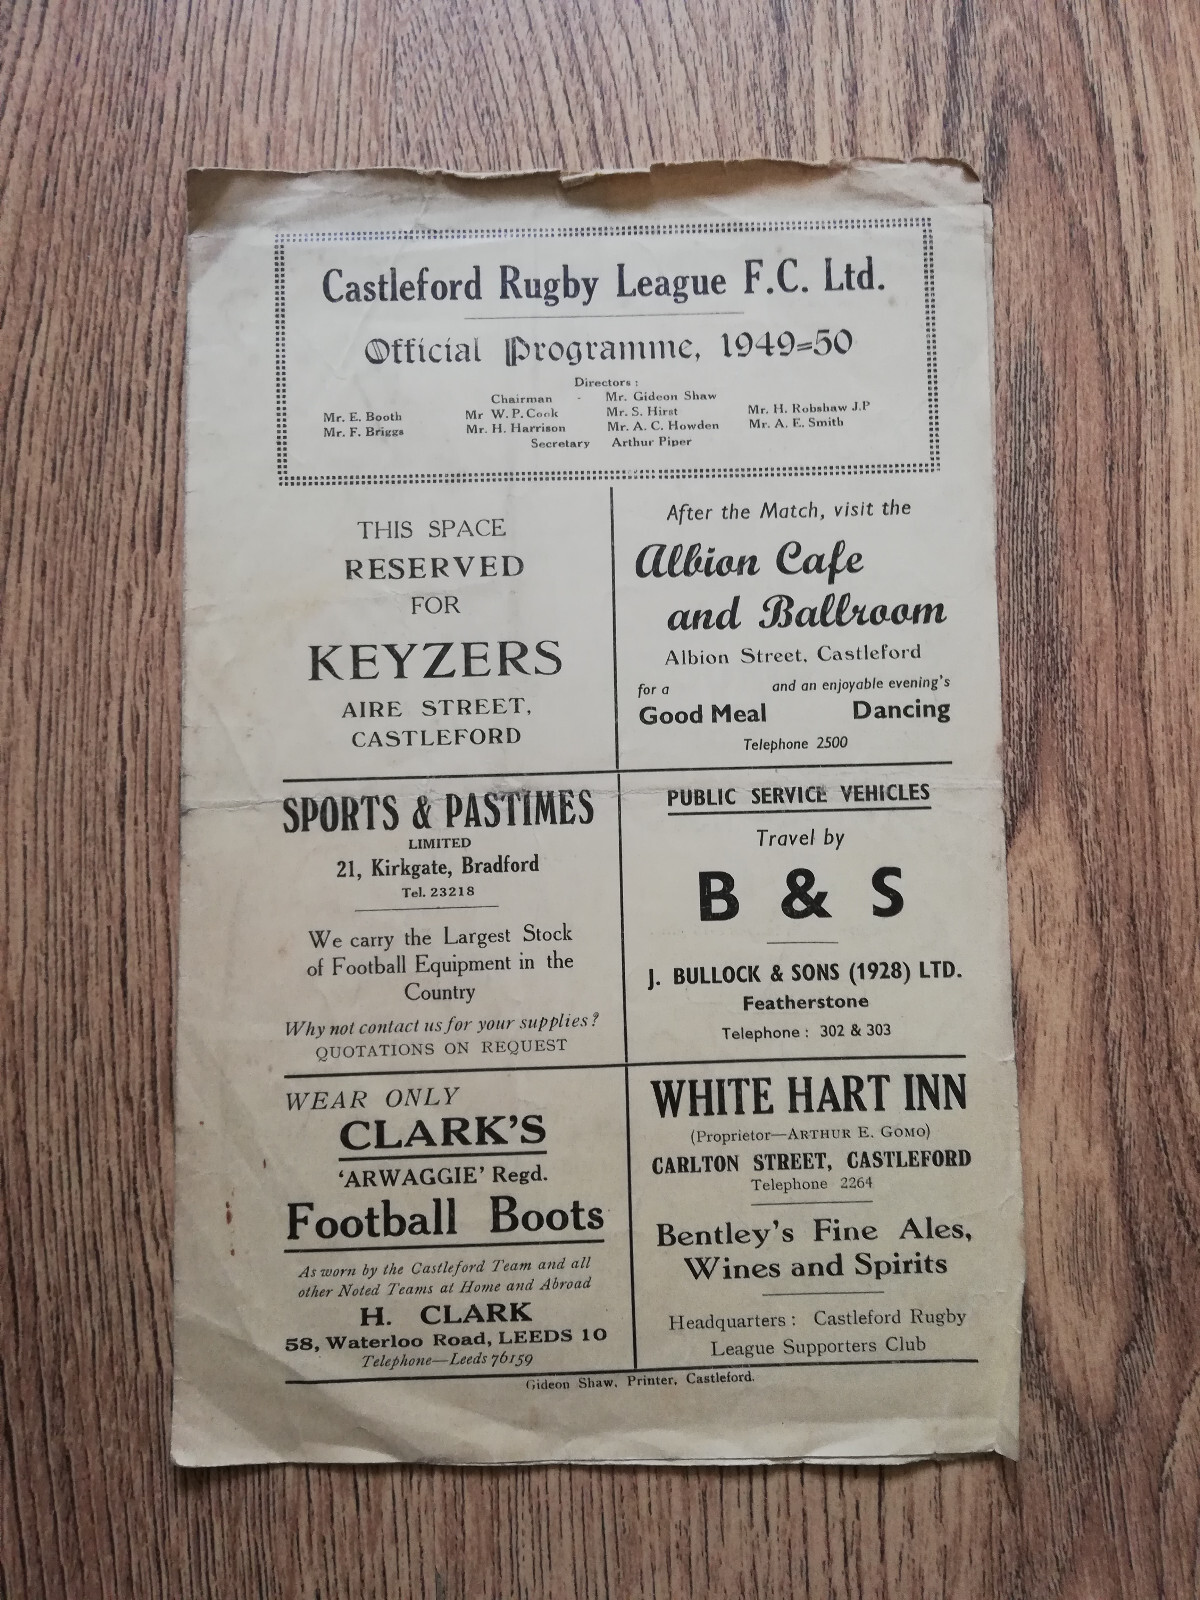 Castleford Rugby League F.C. Ltd.
Official Programme, 1949=50
Directors :
Chairman - Mr. Gideon Shaw
Mr. E. Booth Mr W. P. Cook Mr. S. Hirst Mr. H. Robshaw J.P
Mr. F. Briggs Mr. H. Harrison Mr. A. C. Howden Mr. A. E. Smith
Secretary Arthur Piper
THIS SPACE
RESERVED
FOR
KEYZERS
AIRE STREET,
CASTLEFORD
After the Match, visit the
Albion Cafe
and Ballroom
Albion Street, Castleford
for a and an enjoyable evening's
Good Meal Dancing
Telephone 2500
SPORTS & PASTIMES
LIMITED
21, Kirkgate, Bradford
Tel. 23218
We carry the Largest Stock
of Football Equipment in the
Country
Why not contact us for your supplies?
QUOTATIONS ON REQUEST
PUBLIC SERVICE VEHICLES
Travel by
B & S
J. BULLOCK & SONS (1928) LTD.
Featherstone
Telephone : 302 & 303
WEAR ONLY
CLARK'S
'ARWAGGIE' Regd.
Football Boots
As worn by the Castleford Team and all
other Noted Teams at Home and Abroad
H. CLARK
58, Waterloo Road, LEEDS 10
Telephone—Leeds 76159
WHITE HART INN
(Proprietor—ARTHUR E. GOMO)
CARLTON STREET, CASTLEFORD
Telephone 2264
Bentley's Fine Ales,
Wines and Spirits
Headquarters : Castleford Rugby
League Supporters Club
Gideon Shaw, Printer, Castleford.